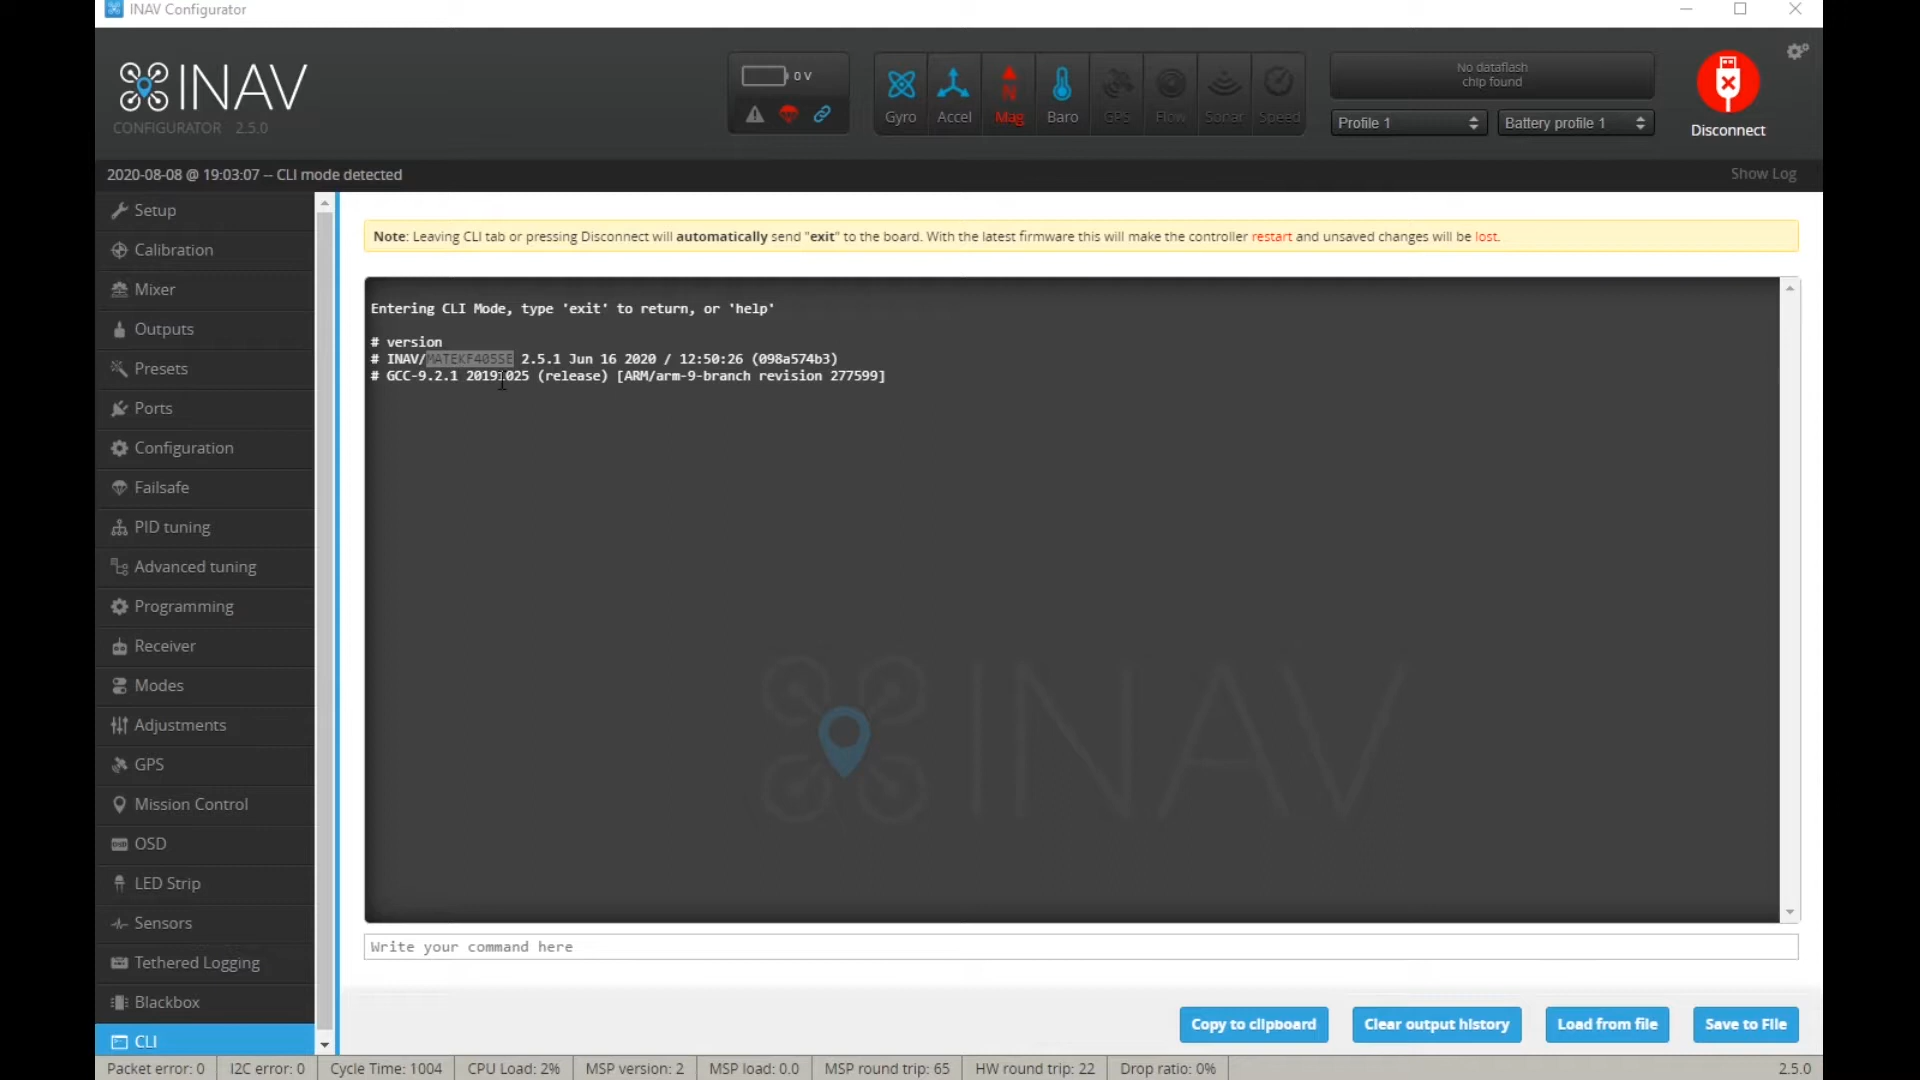 INAV Configurator
INAV
CONFIGURATOR 2.5.0
0 V
Gyro
Accel
Mag
Baro
GPS
Flow
Sonar
Speed
No dataflash
chip found
Profile 1
Battery profile 1
Disconnect
2020-08-08 @ 19:03:07 -- CLI mode detected
Show Log
Setup
Calibration
Mixer
Outputs
Presets
Ports
Configuration
Failsafe
PID tuning
Advanced tuning
Programming
Receiver
Modes
Adjustments
GPS
Mission Control
OSD
LED Strip
Sensors
Tethered Logging
Blackbox
CLI
Note: Leaving CLI tab or pressing Disconnect will automatically send "exit" to the board. With the latest firmware this will make the controller restart and unsaved changes will be lost.
Entering CLI Mode, type 'exit' to return, or 'help'
# version
# INAV/MATEKF405SE 2.5.1 Jun 16 2020 / 12:50:26 (098a574b3)
# GCC-9.2.1 20191025 (release) [ARM/arm-9-branch revision 277599]
INAV
Write your command here
Copy to clipboard
Clear output history
Load from file
Save to File
Packet error: 0
I2C error: 0
Cycle Time: 1004
CPU Load: 2%
MSP version: 2
MSP load: 0.0
MSP round trip: 65
HW round trip: 22
Drop ratio: 0%
2.5.0